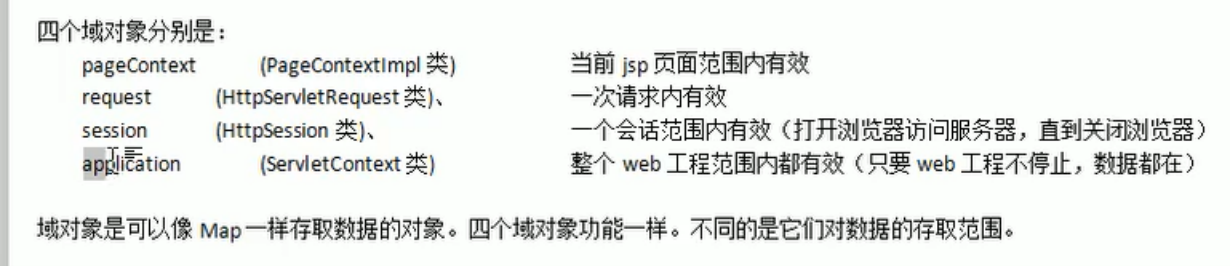 四个域对象分别是：
pageContext (PageContextImpl 类) 当前 jsp 页面范围内有效
request (HttpServletRequest 类)、 一次请求内有效
session (HttpSession 类)、 一个会话范围内有效（打开浏览器访问服务器，直到关闭浏览器）
application (ServletContext 类) 整个 web 工程范围内都有效（只要 web 工程不停止，数据都在）
域对象是可以像 Map 一样存取数据的对象。四个域对象功能一样。不同的是它们对数据的存取范围。